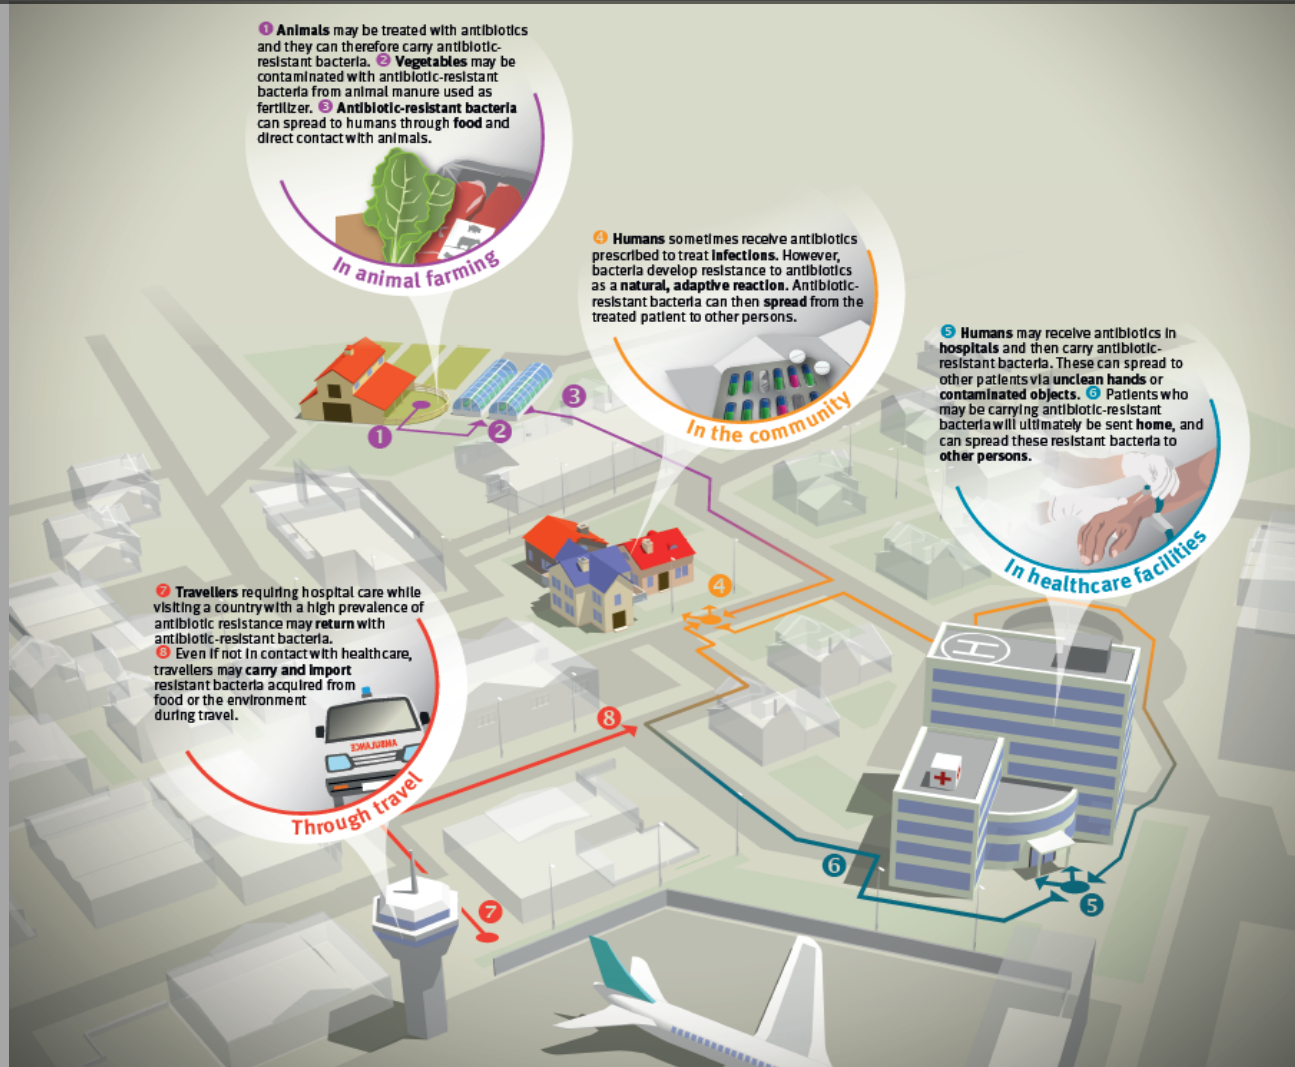 1 Animals may be treated with antibiotics
and they can therefore carry antibiotic-
resistant bacteria. 2 Vegetables may be
contaminated with antibiotic-resistant
bacteria from animal manure used as
fertilizer. 3 Antibiotic-resistant bacteria
can spread to humans through food and
direct contact with animals.
In animal farming
4 Humans sometimes receive antibiotics
prescribed to treat infections. However,
bacteria develop resistance to antibiotics
as a natural, adaptive reaction. Antibiotic-
resistant bacteria can then spread from the
treated patient to other persons.
In the community
5 Humans may receive antibiotics in
hospitals and then carry antibiotic-
resistant bacteria. These can spread to
other patients via unclean hands or
contaminated objects. 6 Patients who
may be carrying antibiotic-resistant
bacteria will ultimately be sent home, and
can spread these resistant bacteria to
other persons.
In healthcare facilities
1
2
3
4
7 Travellers requiring hospital care while
visiting a country with a high prevalence of
antibiotic resistance may return with
antibiotic-resistant bacteria.
8 Even if not in contact with healthcare,
travellers may carry and import
resistant bacteria acquired from
food or the environment
during travel.
AMBULANCE
Through travel
H
8
6
5
7